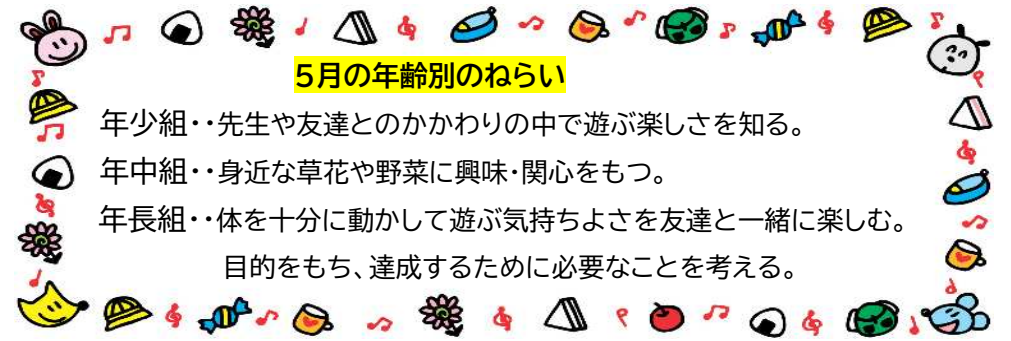 5月の年齢別のねらい
年少組・・先生や友達とのかかわりの中で遊ぶ楽しさを知る。
年中組・・身近な草花や野菜に興味・関心をもつ。
年長組・・体を十分に動かして遊ぶ気持ちよさを友達と一緒に楽しむ。
目的をもち、達成するために必要なことを考える。